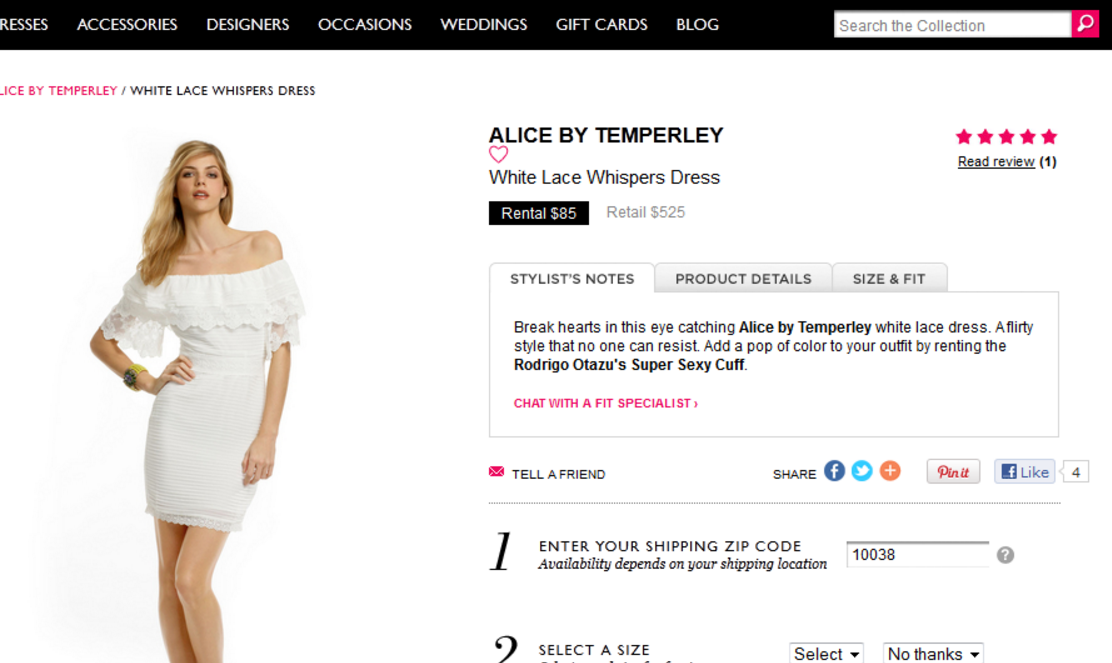 RESSES ACCESSORIES DESIGNERS OCCASIONS WEDDINGS GIFT CARDS BLOG Search the Collection
LICE BY TEMPERLEY / WHITE LACE WHISPERS DRESS
ALICE BY TEMPERLEY
Read review (1)
White Lace Whispers Dress
Rental $85 Retail $525
STYLIST'S NOTES PRODUCT DETAILS SIZE & FIT
Break hearts in this eye catching Alice by Temperley white lace dress. A flirty
style that no one can resist. Add a pop of color to your outfit by renting the
Rodrigo Otazu's Super Sexy Cuff.
CHAT WITH A FIT SPECIALIST ›
TELL A FRIEND SHARE Pin it Like 4
1 ENTER YOUR SHIPPING ZIP CODE 10038 ?
Availability depends on your shipping location
2 SELECT A SIZE Select No thanks